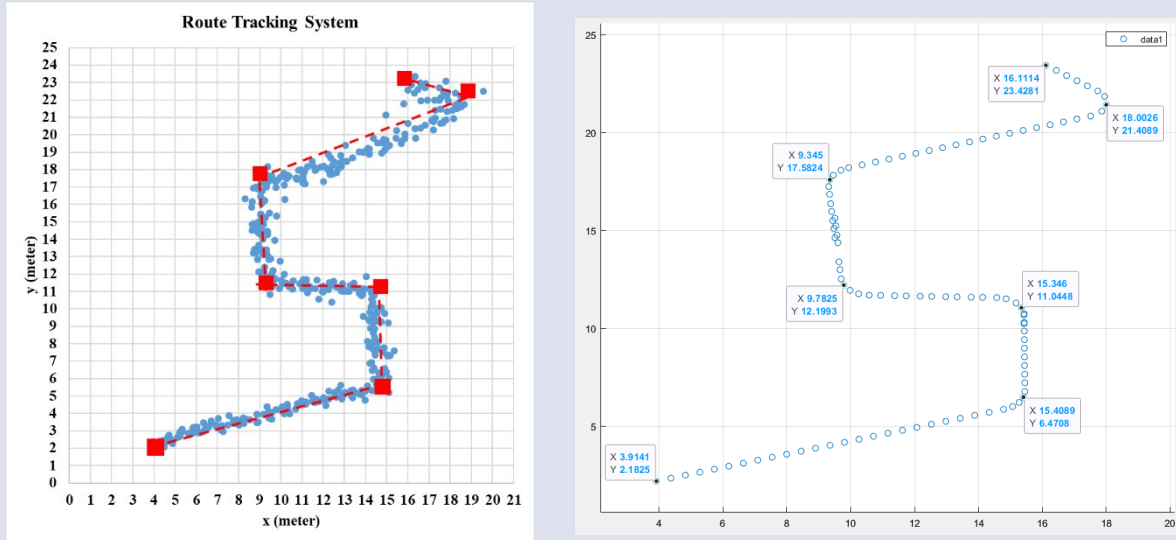 Route Tracking System
25
24
23
22
21
20
19
18
17
16
15
14
13
12
11
10
9
8
7
6
5
4
3
2
1
0
y (meter)
0 1 2 3 4 5 6 7 8 9 10 11 12 13 14 15 16 17 18 19 20 21
x (meter)
data1
25
20
15
10
5
X 16.1114
Y 23.4281
X 18.0026
Y 21.4089
X 9.345
Y 17.5824
X 9.7825
Y 12.1993
X 15.346
Y 11.0448
X 15.4089
Y 6.4708
X 3.9141
Y 2.1825
4 6 8 10 12 14 16 18 20